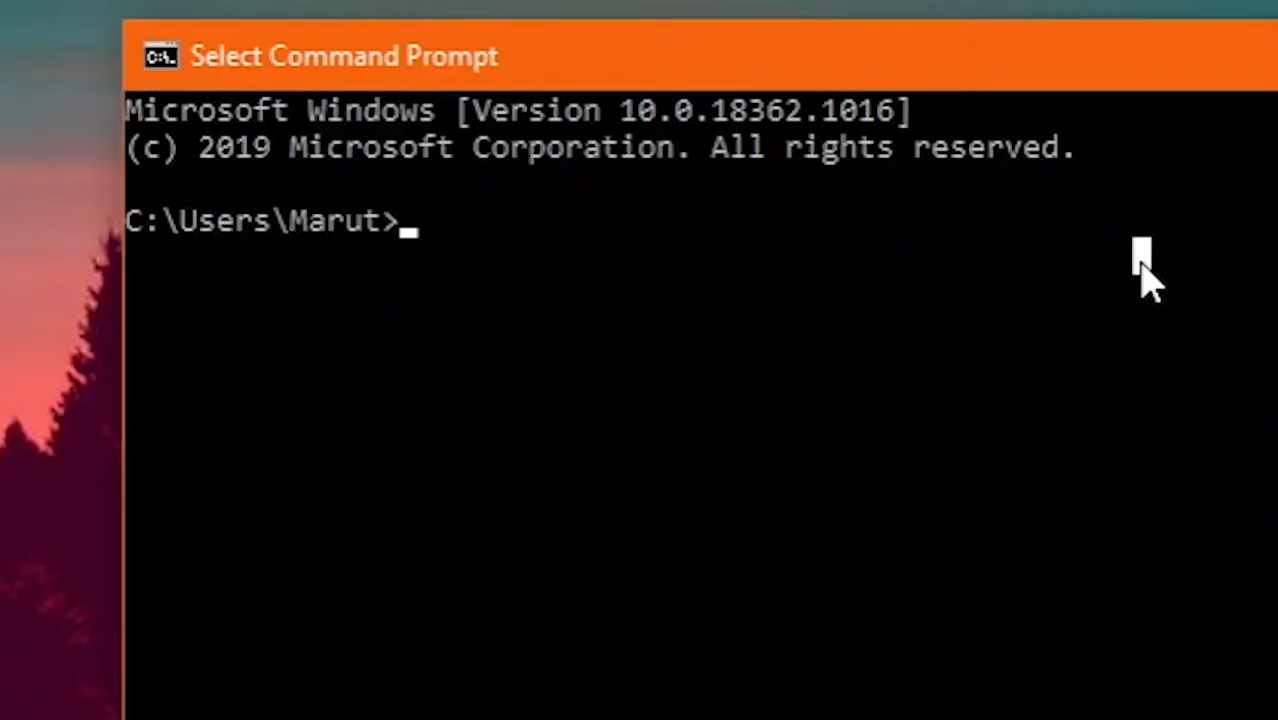 Select Command Prompt
Microsoft Windows [Version 10.0.18362.1016]
(c) 2019 Microsoft Corporation. All rights reserved.
C:\Users\Marut>